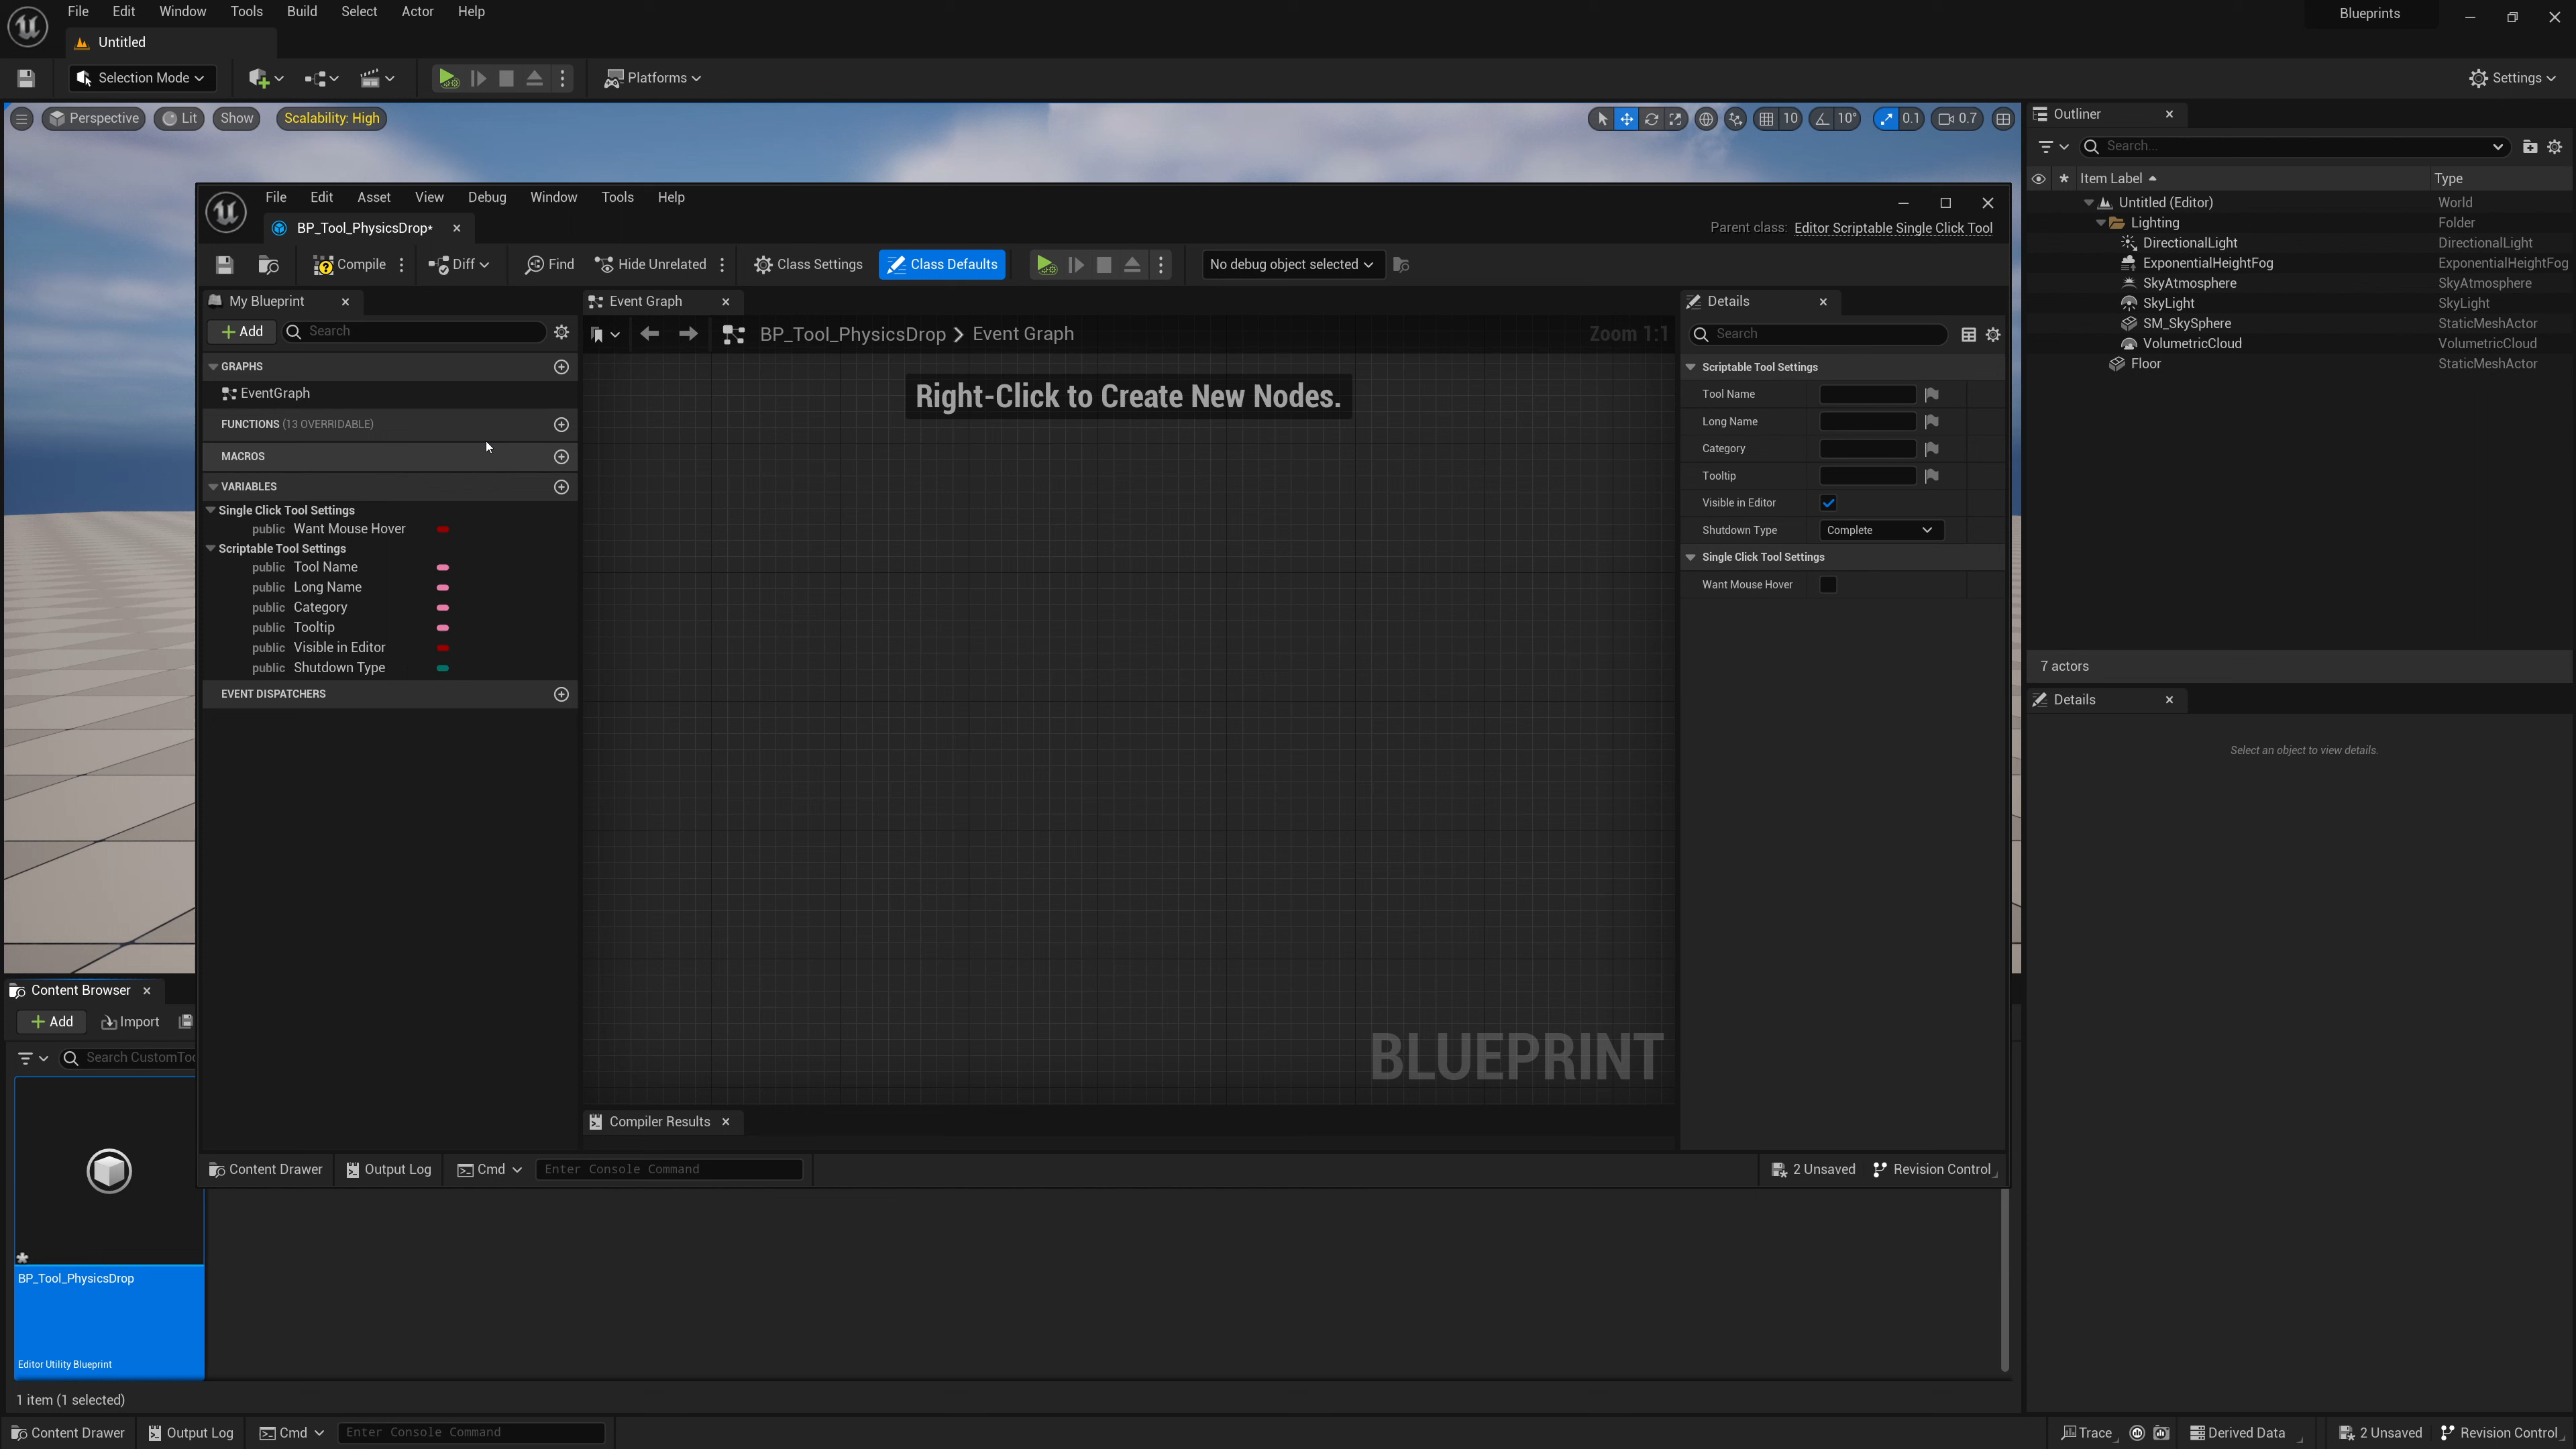 File Edit Window Tools Build Select Actor Help
Blueprints
Untitled
Selection Mode
Platforms
Settings
Perspective Lit Show Scalability: High
10 10° 0.1 0.7
Outliner
Search...
Item Label Type
Untitled (Editor) World
Lighting Folder
DirectionalLight DirectionalLight
ExponentialHeightFog ExponentialHeightFog
SkyAtmosphere SkyAtmosphere
SkyLight SkyLight
SM_SkySphere StaticMeshActor
VolumetricCloud VolumetricCloud
Floor StaticMeshActor
7 actors
Details
Select an object to view details.
File Edit Asset View Debug Window Tools Help
BP_Tool_PhysicsDrop*
Parent class: Editor Scriptable Single Click Tool
Compile Diff Find Hide Unrelated Class Settings Class Defaults No debug object selected
My Blueprint
Add Search
GRAPHS
EventGraph
FUNCTIONS (13 OVERRIDABLE)
MACROS
VARIABLES
Single Click Tool Settings
public Want Mouse Hover
Scriptable Tool Settings
public Tool Name
public Long Name
public Category
public Tooltip
public Visible in Editor
public Shutdown Type
EVENT DISPATCHERS
Event Graph
BP_Tool_PhysicsDrop > Event Graph Zoom 1:1
Right-Click to Create New Nodes.
BLUEPRINT
Compiler Results
Details
Search
Scriptable Tool Settings
Tool Name
Long Name
Category
Tooltip
Visible in Editor
Shutdown Type Complete
Single Click Tool Settings
Want Mouse Hover
Content Drawer Output Log Cmd Enter Console Command
2 Unsaved Revision Control
Content Browser
Add Import
Search CustomToo
BP_Tool_PhysicsDrop
Editor Utility Blueprint
1 item (1 selected)
Content Drawer Output Log Cmd Enter Console Command
Trace Derived Data 2 Unsaved Revision Control